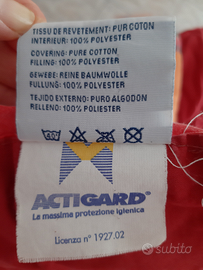 TISSU DE REVETEMENT: PUR COTON
INTERIEUR: 100% POLYESTER
COVERING: PURE COTTON
FILLING: 100% POLYESTER
GEWEBE: REINE BAUMWOLLE
FULLUNG: 100% POLYESTER
TEJIDO EXTERNO: PURO ALGODON
RELLENO: 100% POLIESTER
ACTIGARD®
La massima protezione igienica
Licenza n° 1927.02
subito